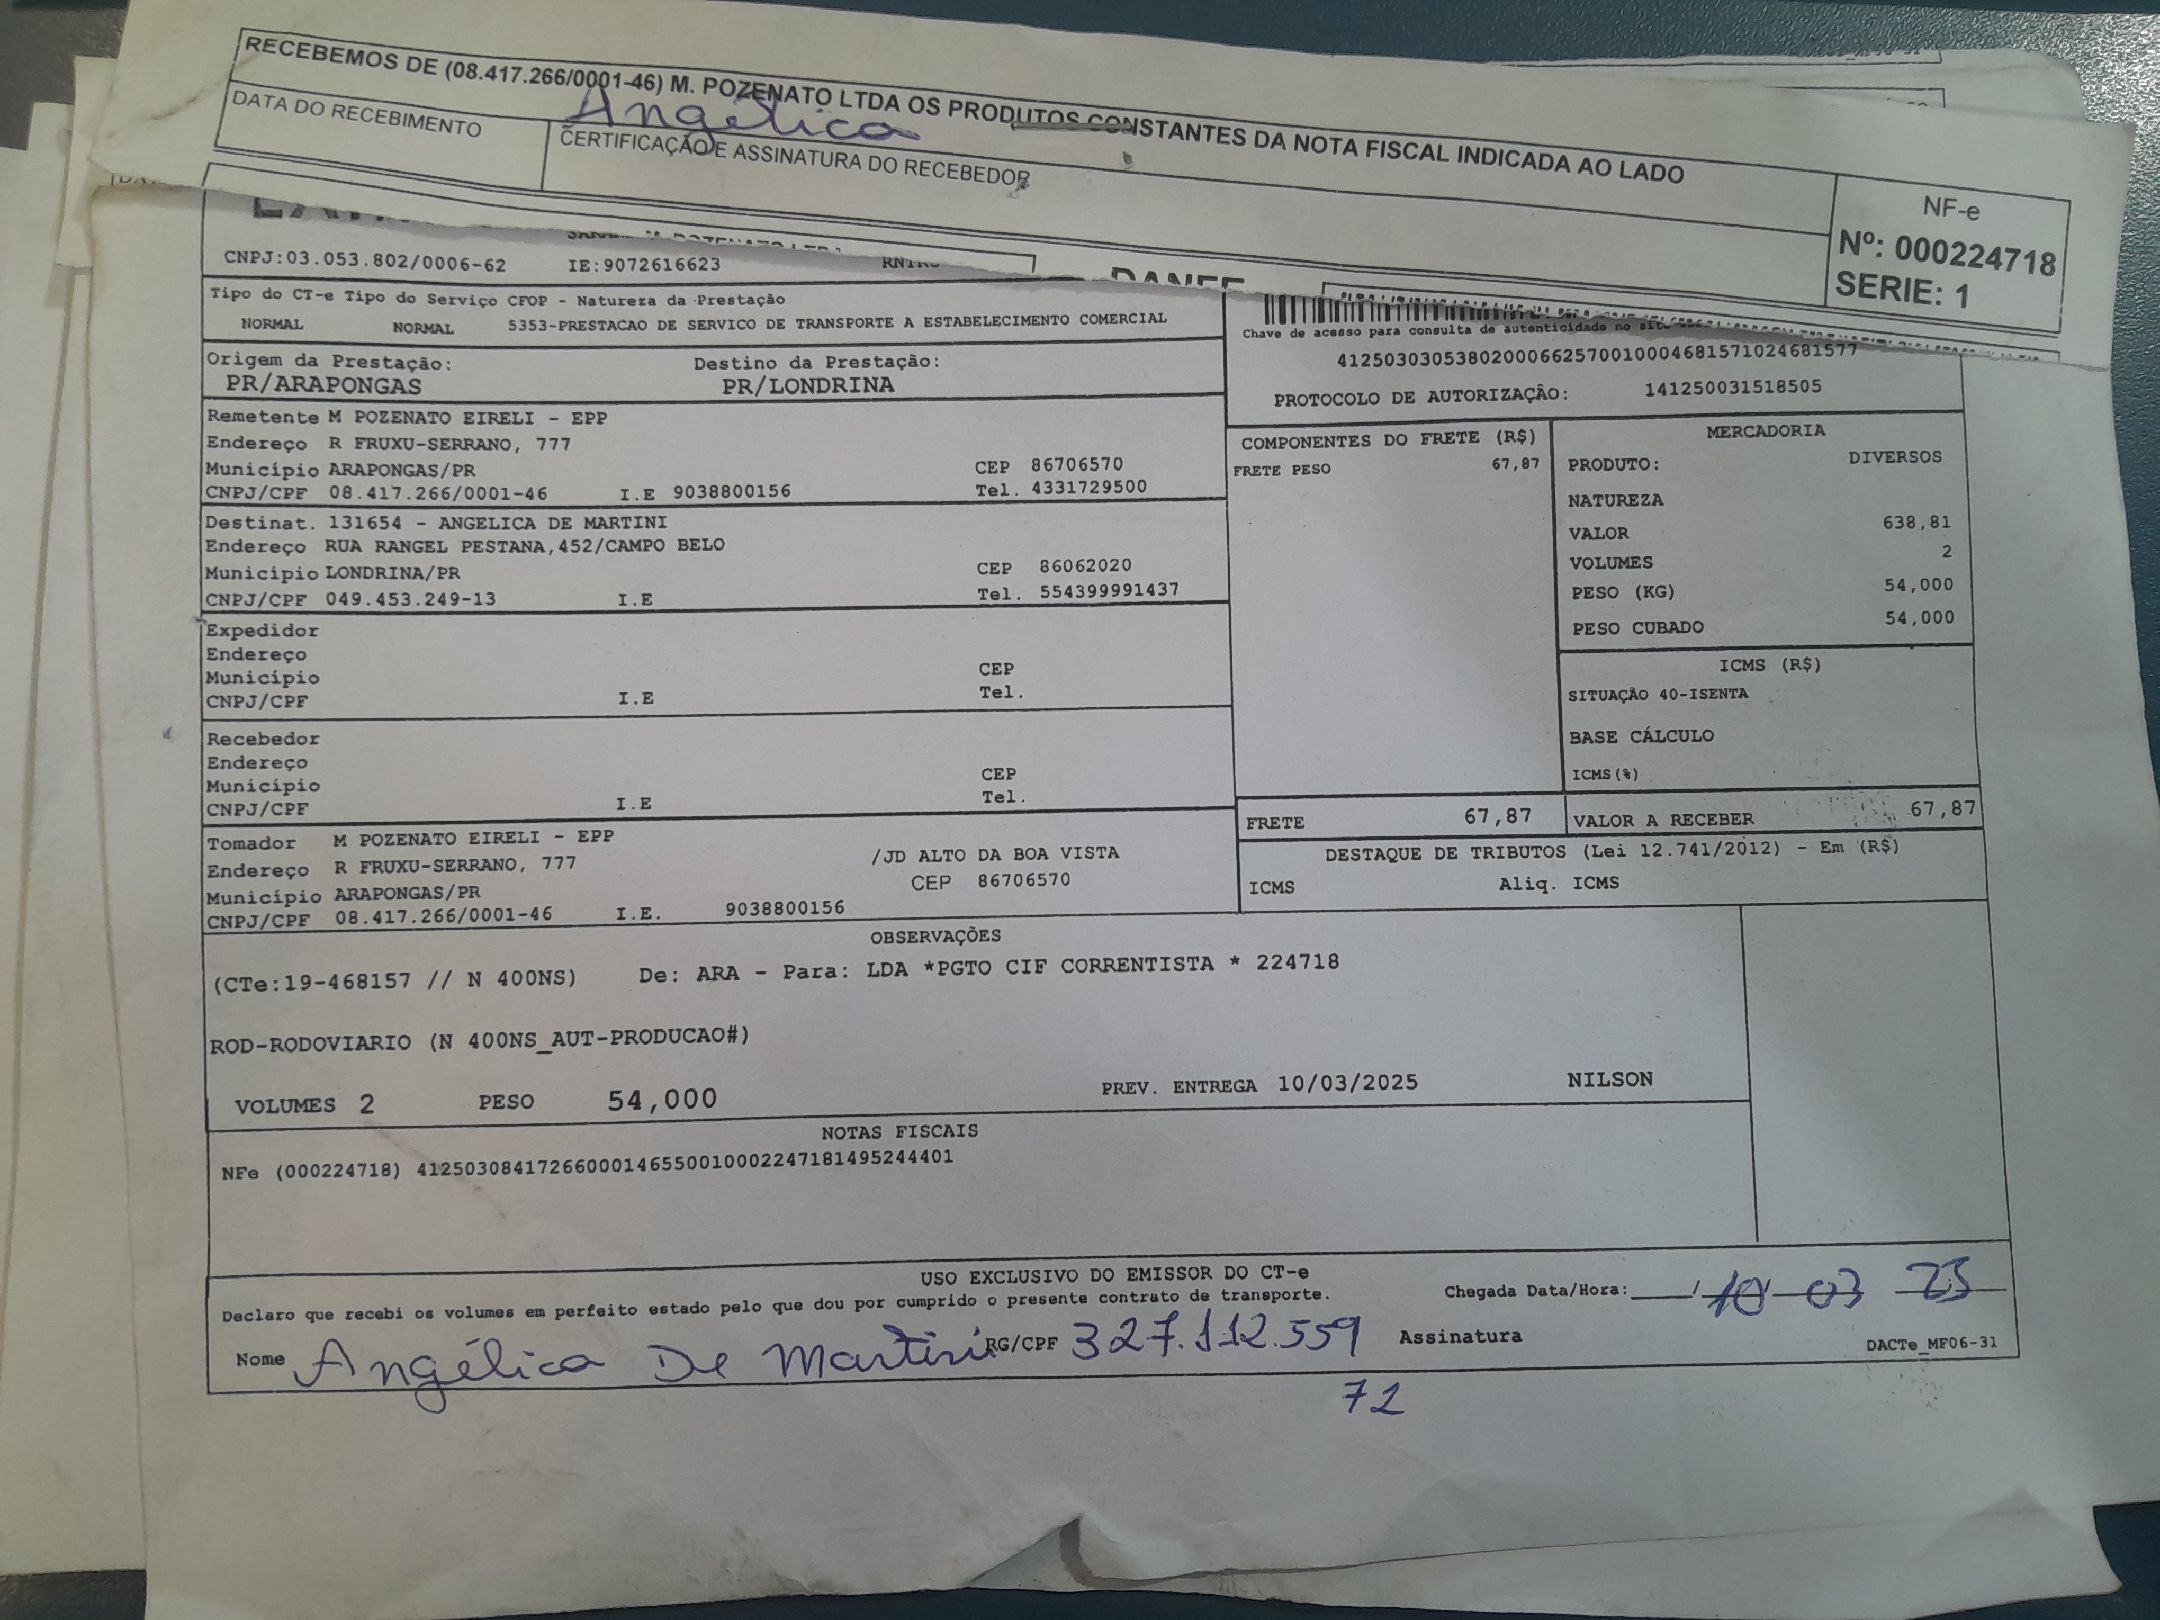 RECEBEMOS DE (08.417.266/0001-46) M. POZENATO LTDA OS PRODUTOS CONSTANTES DA NOTA FISCAL INDICADA AO LADO
DATA DO RECEBIMENTO
Angélica
CERTIFICAÇÃO E ASSINATURA DO RECEBEDOR
NF-e
Nº: 000224718
SERIE: 1
CNPJ:03.053.802/0006-62 IE:9072616623
DANFE
Tipo do CT-e Tipo do Serviço CFOP - Natureza da Prestação
NORMAL NORMAL 5353-PRESTACAO DE SERVICO DE TRANSPORTE A ESTABELECIMENTO COMERCIAL
Chave de acesso para consulta de autenticidade no
41250303053802000662570010004681571024681577
PROTOCOLO DE AUTORIZAÇÂO: 141250031518505
Origem da Prestação: Destino da Prestação:
PR/ARAPONGAS PR/LONDRINA
Remetente M POZENATO EIRELI - EPP
Endereço R FRUXU-SERRANO, 777
Município ARAPONGAS/PR CEP 86706570
CNPJ/CPF 08.417.266/0001-46 I.E 9038800156 Tel. 4331729500
Destinat. 131654 - ANGELICA DE MARTINI
Endereço RUA RANGEL PESTANA,452/CAMPO BELO
Município LONDRINA/PR CEP 86062020
CNPJ/CPF 049.453.249-13 I.E Tel. 554399991437
Expedidor
Endereço
Município CEP
CNPJ/CPF I.E Tel.
Recebedor
Endereço
Município CEP
CNPJ/CPF I.E Tel.
Tomador M POZENATO EIRELI - EPP
Endereço R FRUXU-SERRANO, 777 /JD ALTO DA BOA VISTA
Município ARAPONGAS/PR CEP 86706570
CNPJ/CPF 08.417.266/0001-46 I.E. 9038800156
COMPONENTES DO FRETE (R$)
FRETE PESO 67,87
MERCADORIA
PRODUTO: DIVERSOS
NATUREZA
VALOR 638,81
VOLUMES 2
PESO (KG) 54,000
PESO CUBADO 54,000
ICMS (R$)
SITUAÇÃO 40-ISENTA
BASE CÁLCULO
ICMS(%)
FRETE 67,87 VALOR A RECEBER 67,87
DESTAQUE DE TRIBUTOS (Lei 12.741/2012) - Em (R$)
ICMS Aliq. ICMS
OBSERVAÇÕES
(CTe:19-468157 // N 400NS) De: ARA - Para: LDA *PGTO CIF CORRENTISTA * 224718
ROD-RODOVIARIO (N 400NS_AUT-PRODUCAO#)
VOLUMES 2 PESO 54,000 PREV. ENTREGA 10/03/2025 NILSON
NOTAS FISCAIS
NFe (000224718) 41250308417266000146550010002247181495244401
USO EXCLUSIVO DO EMISSOR DO CT-e
Declaro que recebi os volumes em perfeito estado pelo que dou por cumprido o presente contrato de transporte.
Chegada Data/Hora:____/ 10 03 25
Nome Angélica De Martini RG/CPF 327.112.559 Assinatura DACTe_MF06-31
72